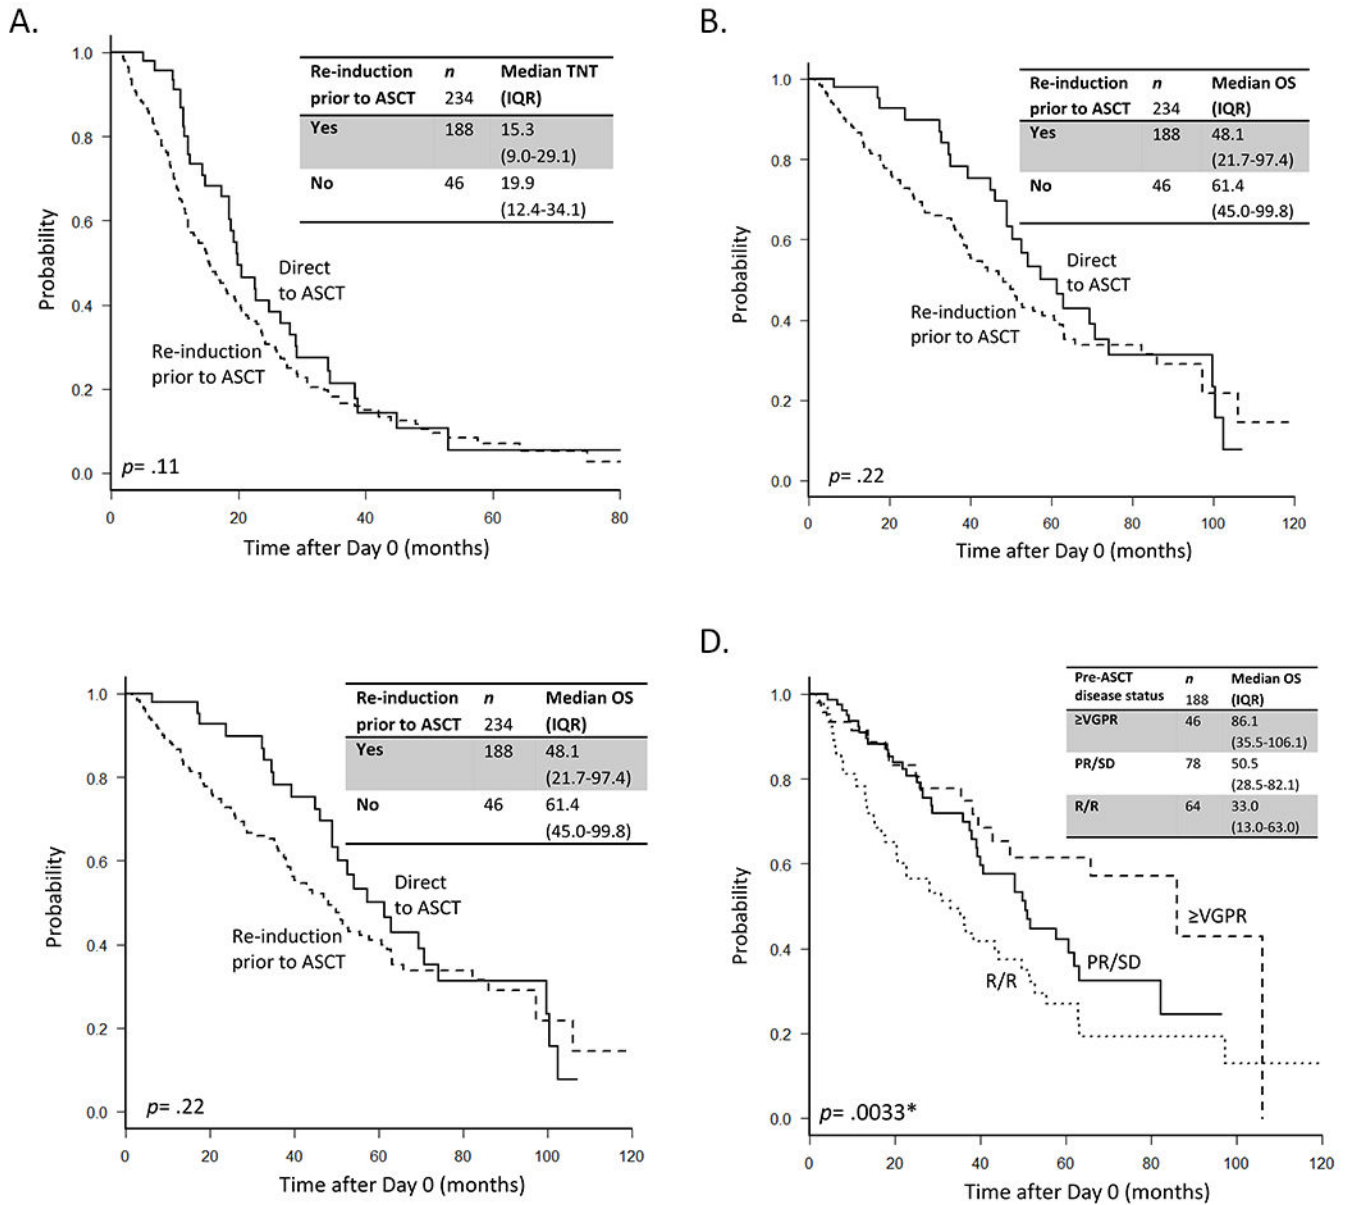 A.
Re-induction n Median TNT
prior to ASCT 234 (IQR)
Yes 188 15.3
(9.0-29.1)
No 46 19.9
(12.4-34.1)
Probability
1.0
0.8
0.6
0.4
0.2
0.0
Direct
to ASCT
Re-induction
prior to ASCT
p= .11
0 20 40 60 80
Time after Day 0 (months)
B.
Re-induction n Median OS
prior to ASCT 234 (IQR)
Yes 188 48.1
(21.7-97.4)
No 46 61.4
(45.0-99.8)
Probability
1.0
0.8
0.6
0.4
0.2
0.0
Direct
to ASCT
Re-induction
prior to ASCT
p= .22
0 20 40 60 80 100 120
Time after Day 0 (months)
Re-induction n Median OS
prior to ASCT 234 (IQR)
Yes 188 48.1
(21.7-97.4)
No 46 61.4
(45.0-99.8)
Probability
1.0
0.8
0.6
0.4
0.2
0.0
Direct
to ASCT
Re-induction
prior to ASCT
p= .22
0 20 40 60 80 100 120
Time after Day 0 (months)
D.
Pre-ASCT n Median OS
disease status 188 (IQR)
≥VGPR 46 86.1
(35.5-106.1)
PR/SD 78 50.5
(28.5-82.1)
R/R 64 33.0
(13.0-63.0)
Probability
1.0
0.8
0.6
0.4
0.2
0.0
≥VGPR
PR/SD
R/R
p= .0033*
0 20 40 60 80 100 120
Time after Day 0 (months)